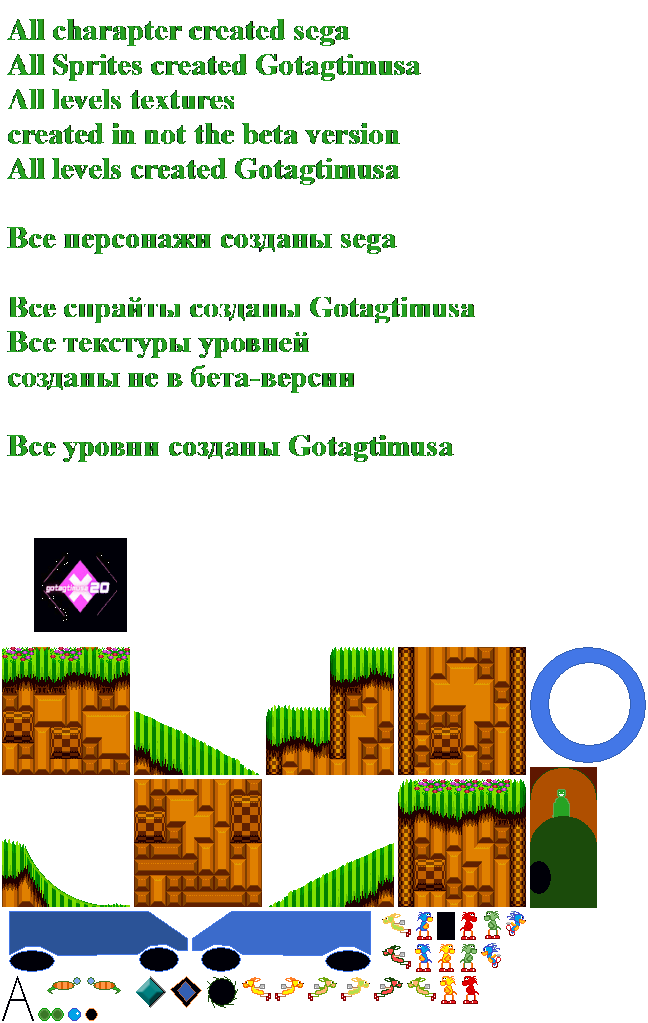 All charapter created sega
All Sprites created Gotagtimusa
All levels textures
created in not the beta version
All levels created Gotagtimusa
Все персонажи созданы sega
Все спрайты созданы Gotagtimusa
Все текстуры уровней
созданы не в бета-версии
Все уровни созданы Gotagtimusa
gotagtimusa X 20
A